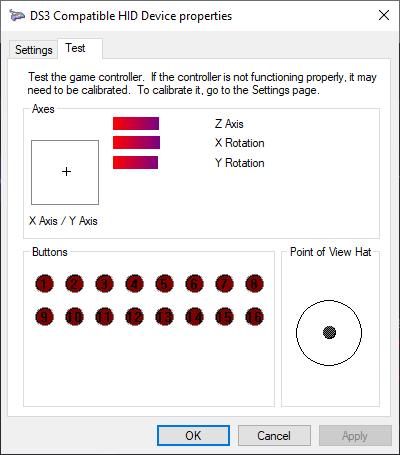 DS3 Compatible HID Device properties
Settings
Test
Test the game controller. If the controller is not functioning properly, it may
need to be calibrated. To calibrate it, go to the Settings page.
Axes
Z Axis
X Rotation
Y Rotation
X Axis / Y Axis
Buttons
1 2 3 4 5 6 7 8
9 10 11 12 13 14 15 16
Point of View Hat
OK
Cancel
Apply